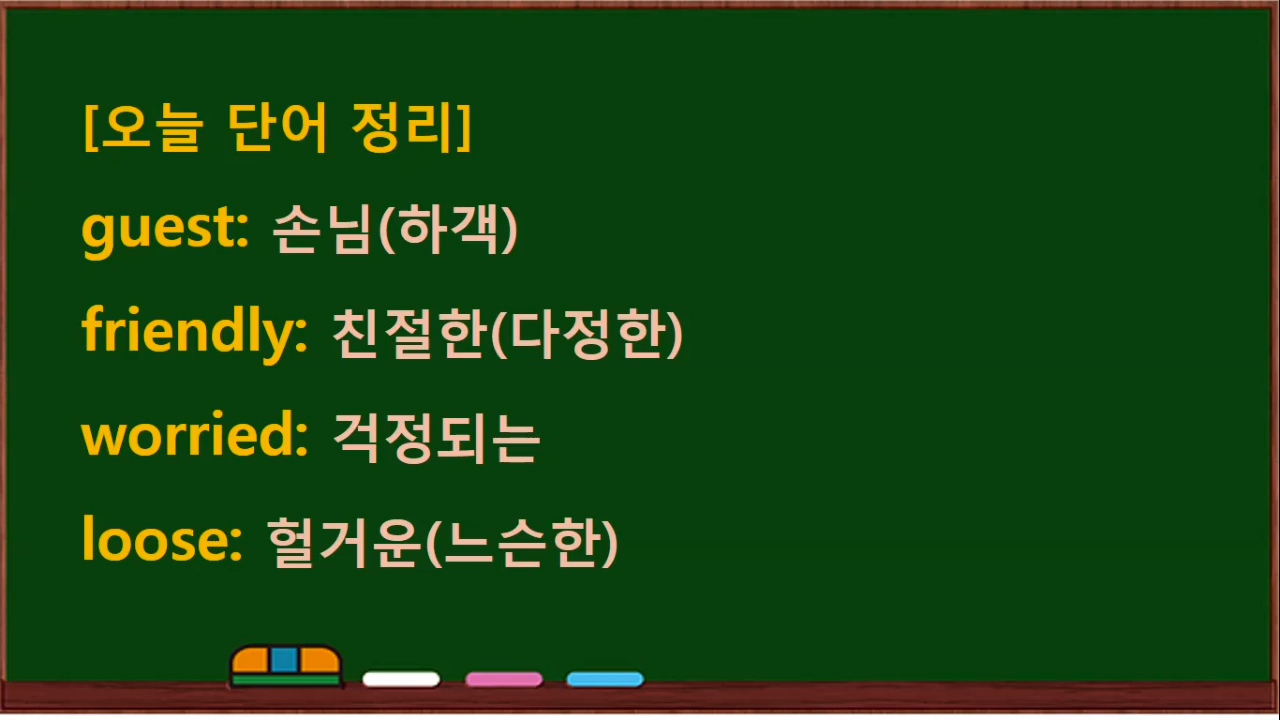 [오늘 단어 정리]
guest: 손님(하객)
friendly: 친절한(다정한)
worried: 걱정되는
loose: 헐거운(느슨한)